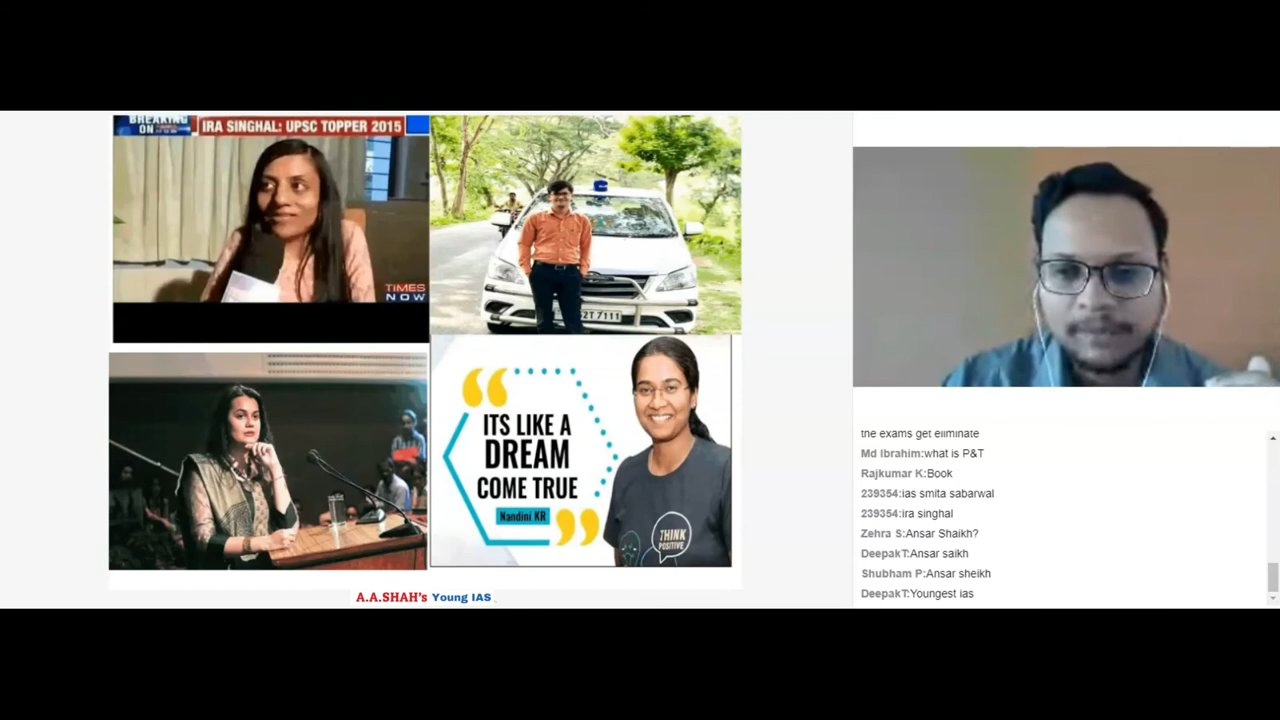 BREAKING
ON
IRA SINGHAL: UPSC TOPPER 2015
TIMES
NOW
2T 7111
ITS LIKE A
DREAM
COME TRUE
Nandini KR
THINK
POSITIVE
A.A.SHAH's Young IAS
the exams get eliminate
Md Ibrahim:what is P&T
Rajkumar K:Book
239354:ias smita sabarwal
239354:ira singhal
Zehra S:Ansar Shaikh?
DeepakT:Ansar saikh
Shubham P:Ansar sheikh
DeepakT:Youngest ias